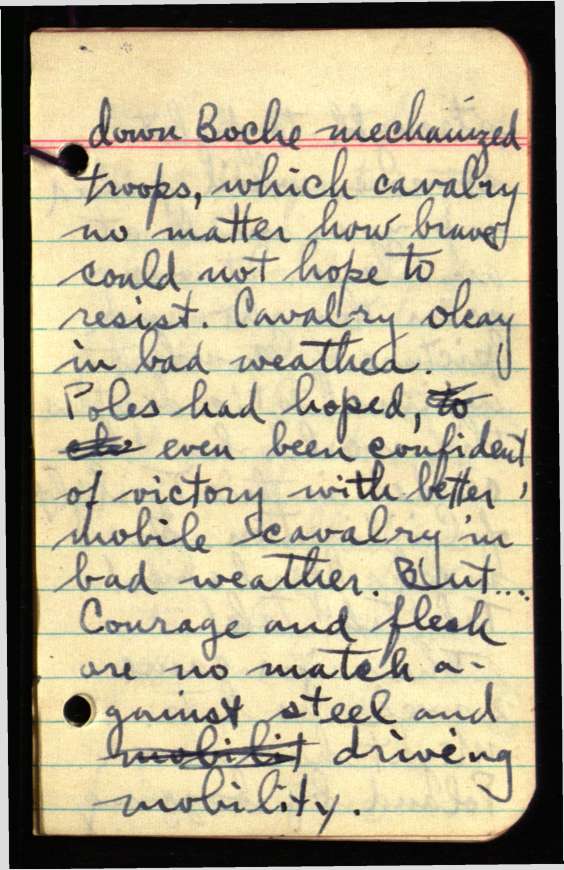 down Boche mechanized
troops, which cavalry
no matter how brave
could not hope to
resist. Cavalry okay
in bad weather.
Poles had hoped, to
even been confident
of victory with better,
mobile cavalry in
bad weather. But....
Courage and flesh
are no match a-
gainst steel and
mobilit driving
mobility.